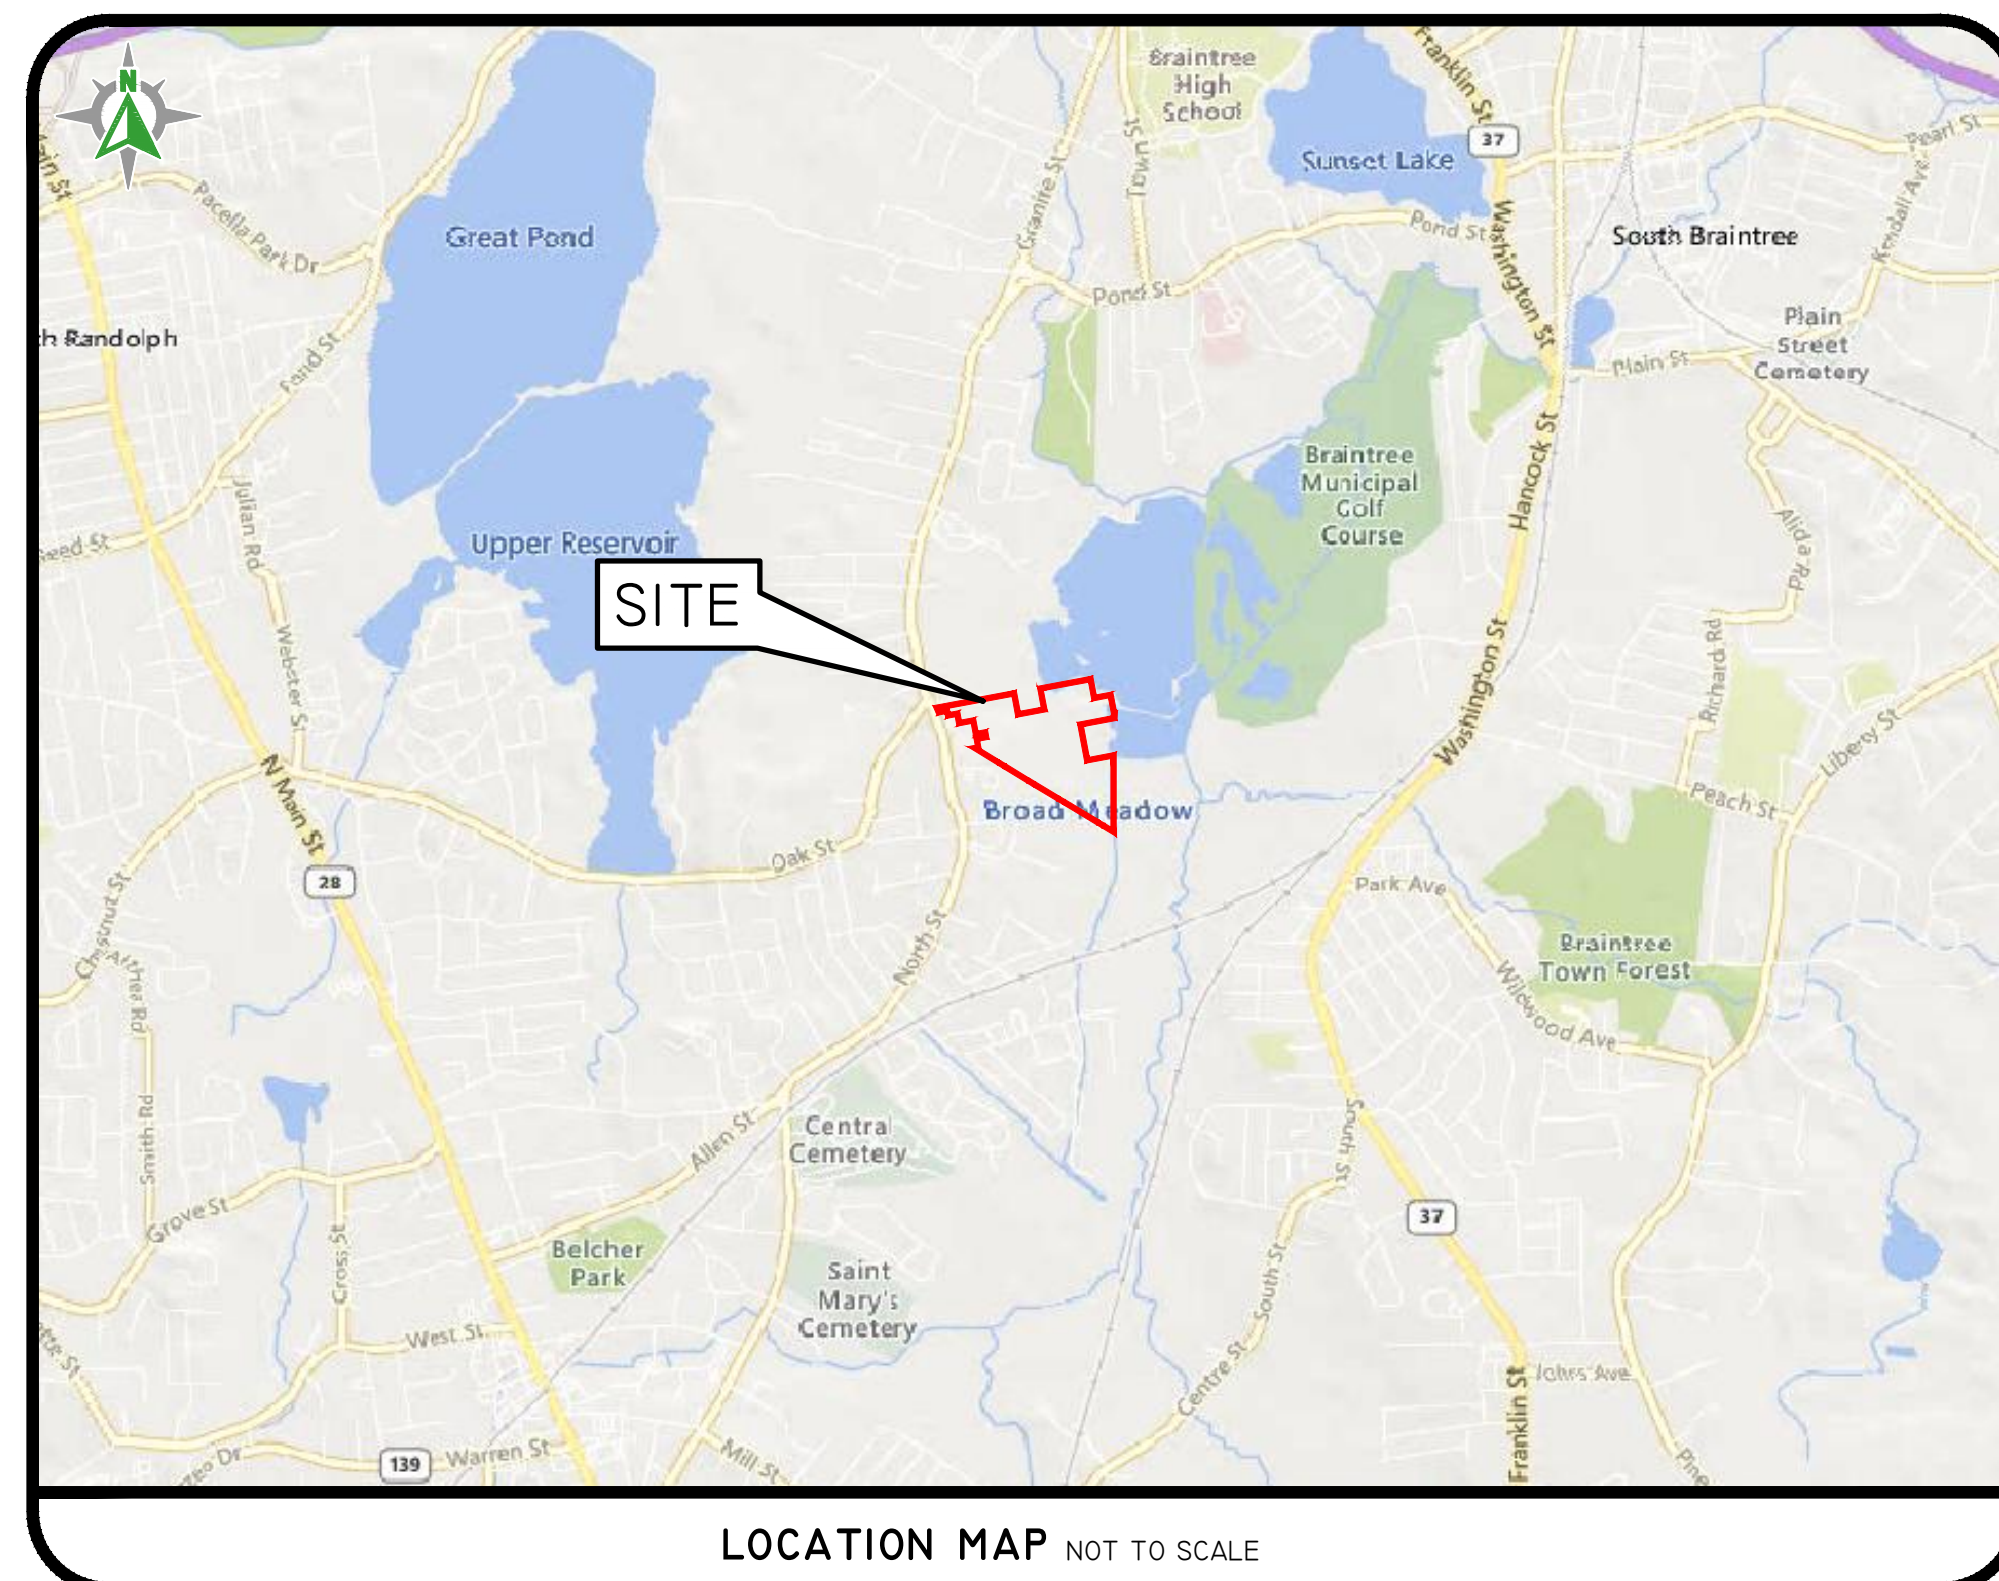 N
Braintree
High
School
Franklin St
37
Sunset Lake
Pearl St
Town St
Granite St
Kendall Ave
Pacella Park Dr
Great Pond
Pond St
Washington St
South Braintree
Pond St
Plain
Street
Cemetery
Plain St
Randolph
Pond St
Hancock St
Braintree
Municipal
Golf
Course
Julian Rd
Alida Rd
Upper Reservoir
SITE
Webster St
Richard Rd
Washington St
Liberty St
N Main St
Peach St
Broad Meadow
Oak St
28
Park Ave
Chestnut St
North St
Braintree
Town Forest
Wildwood Ave
Smith Rd
Allen St
Central
Cemetery
South St
Grove St
37
Cross St
Belcher
Park
Saint
Mary's
Cemetery
South St
West St
Centre St
Johns Ave
Franklin St
139
Warren St
Mill St
Pine
LOCATION MAP NOT TO SCALE